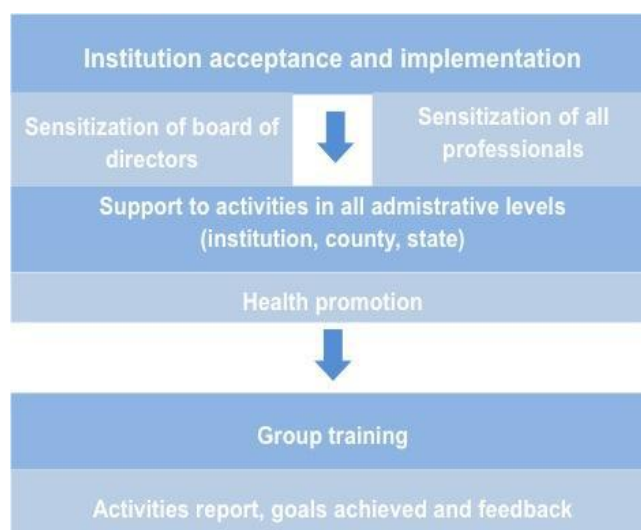 Institution acceptance and implementation
Sensitization of board of
directors
Sensitization of all
professionals
Support to activities in all admistrative levels
(institution, county, state)
Health promotion
Group training
Activities report, goals achieved and feedback